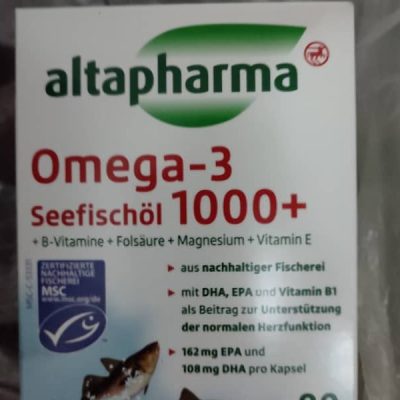 altapharma
Omega-3
Seefischöl 1000+
+ B-Vitamine + Folsäure + Magnesium + Vitamin E
ZERTIFIZIERTE
NACHHALTIGE
FISCHEREI
MSC
www.msc.org/de
aus nachhaltiger Fischerei
mit DHA, EPA und Vitamin B1
als Beitrag zur Unterstützung
der normalen Herzfunktion
162 mg EPA und
108 mg DHA pro Kapsel